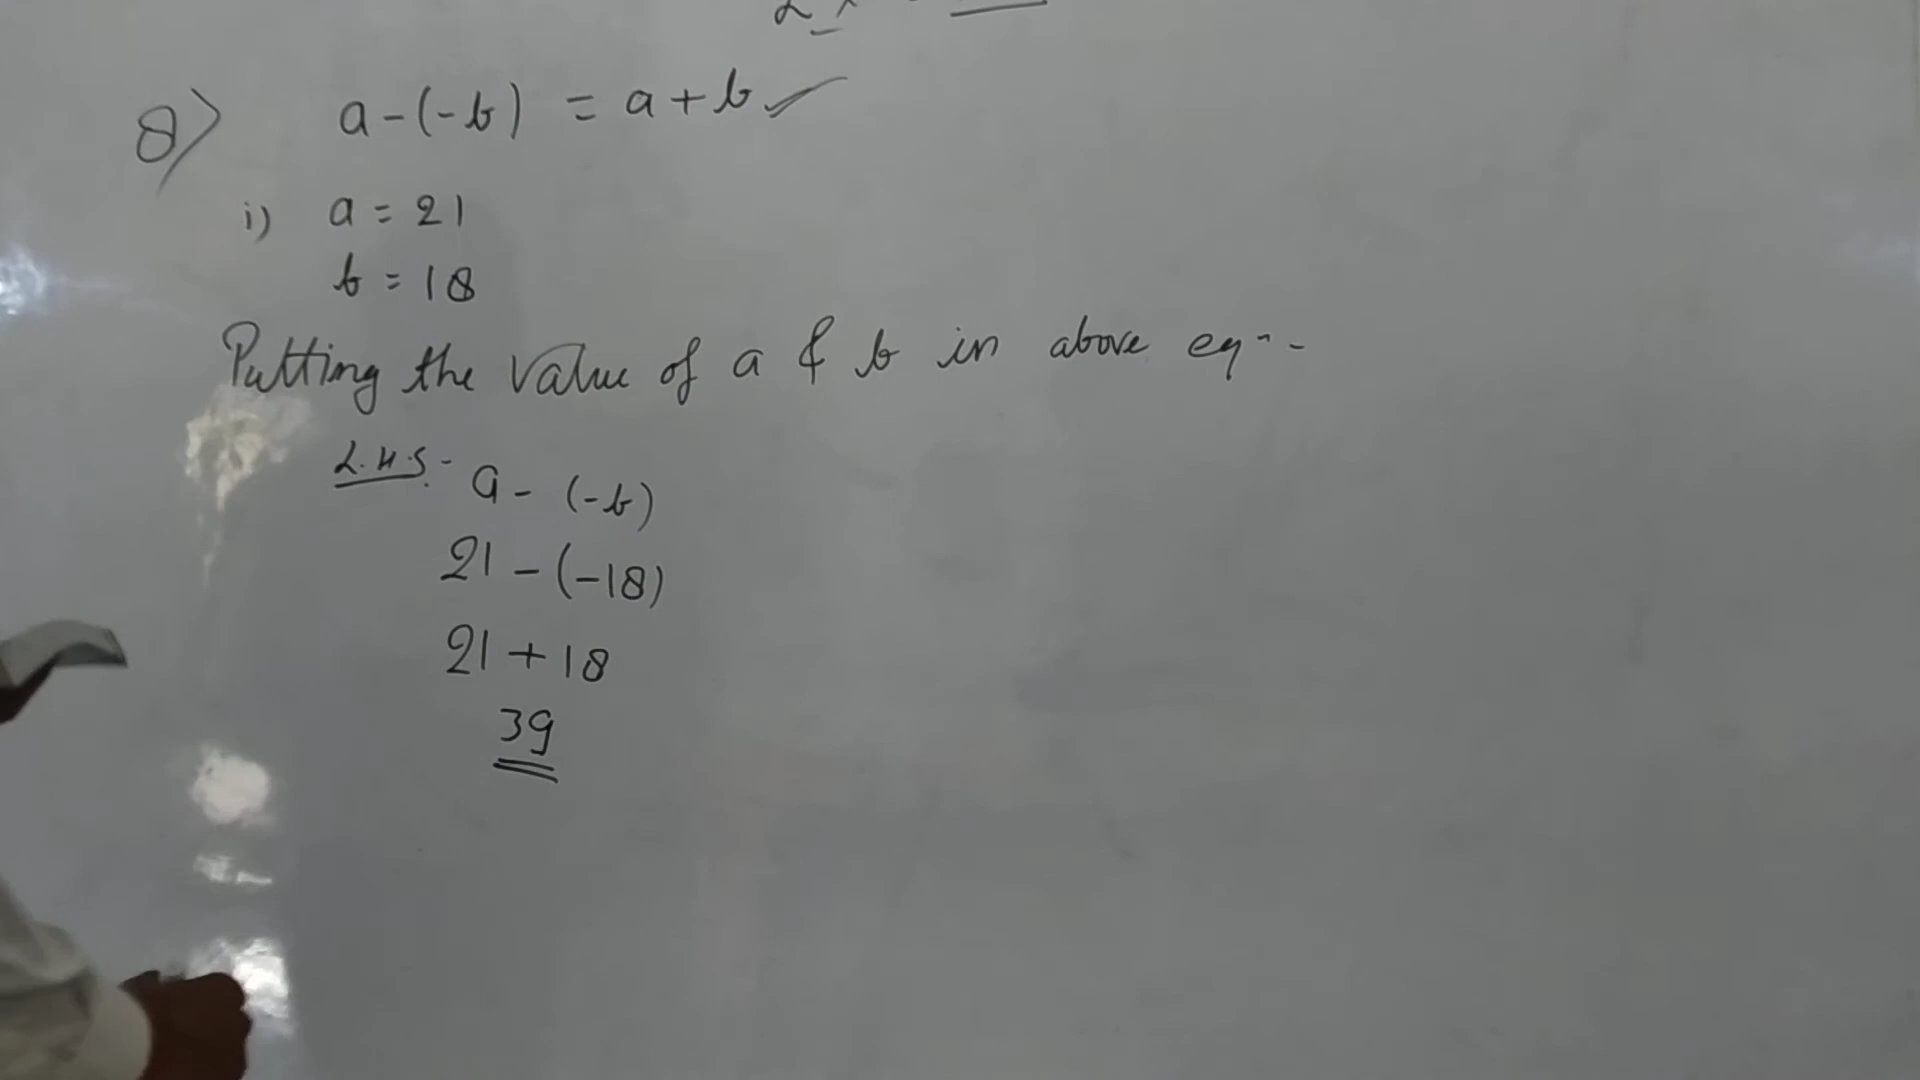 8) a-(-b) = a+b ✓
i) a = 21
b = 18
Putting the value of a & b in above eq--
L.H.S.- a - (-b)
21 - (-18)
21 + 18
39